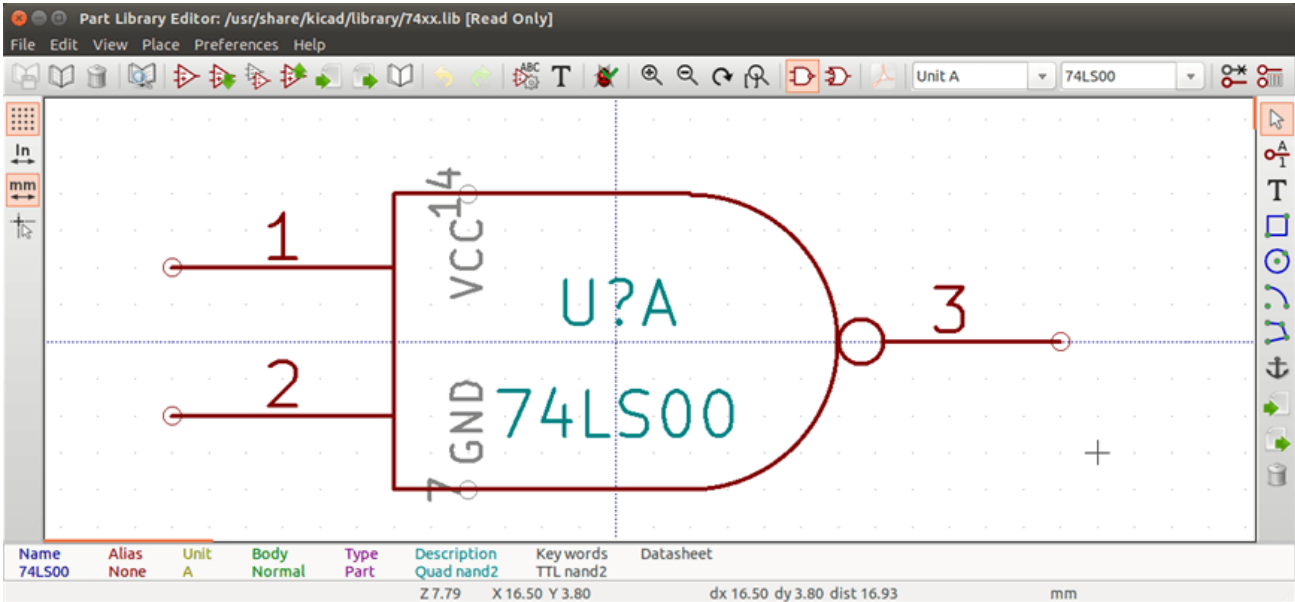 Part Library Editor: /usr/share/kicad/library/74xx.lib [Read Only]
File Edit View Place Preferences Help
ABC T Unit A 74LS00
In
mm
A
1
T
14
VCC
1
U?A
3
2
GND
74LS00
7
Name Alias Unit Body Type Description Key words Datasheet
74LS00 None A Normal Part Quad nand2 TTL nand2
Z 7.79 X 16.50 Y 3.80 dx 16.50 dy 3.80 dist 16.93 mm